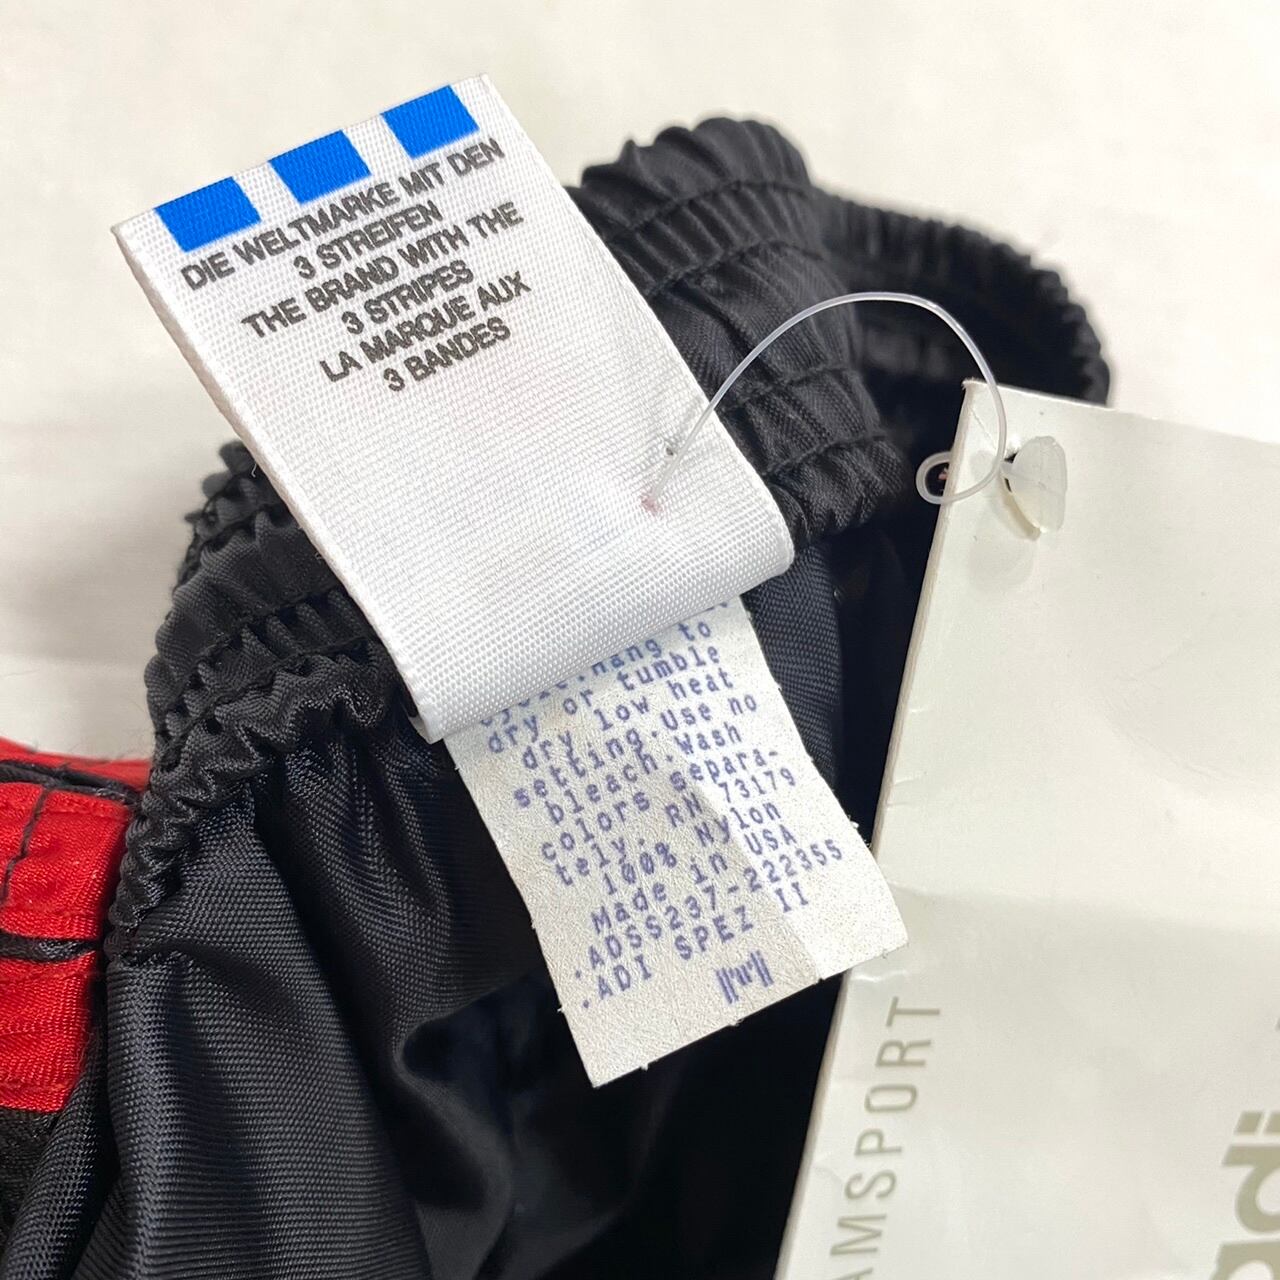 DIE WELTMARKE MIT DEN
3 STREIFEN
THE BRAND WITH THE
3 STRIPES
LA MARQUE AUX
3 BANDES
cycle.Hang to
dry or tumble
dry low heat
setting.Use no
bleach.Wash
colors separa-
tely. RN 73179
100% Nylon
Made in USA
.ADSS237-222355
.ADI SPEZ II
AMSPORT
adi